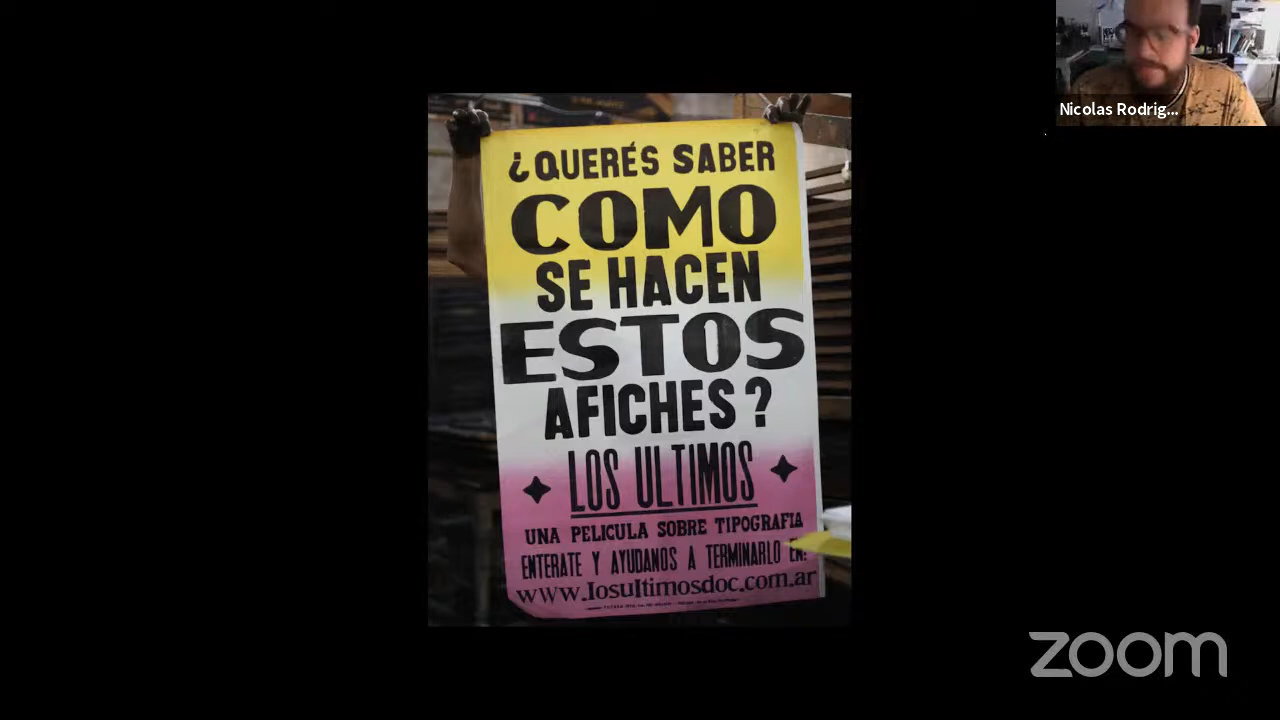 ¿QUERÉS SABER
COMO
SE HACEN
ESTOS
AFICHES?
LOS ULTIMOS
UNA PELICULA SOBRE TIPOGRAFIA
ENTERATE Y AYUDANOS A TERMINARLO EN:
www.losultimosdoc.com.ar
Nicolas Rodrig...
zoom